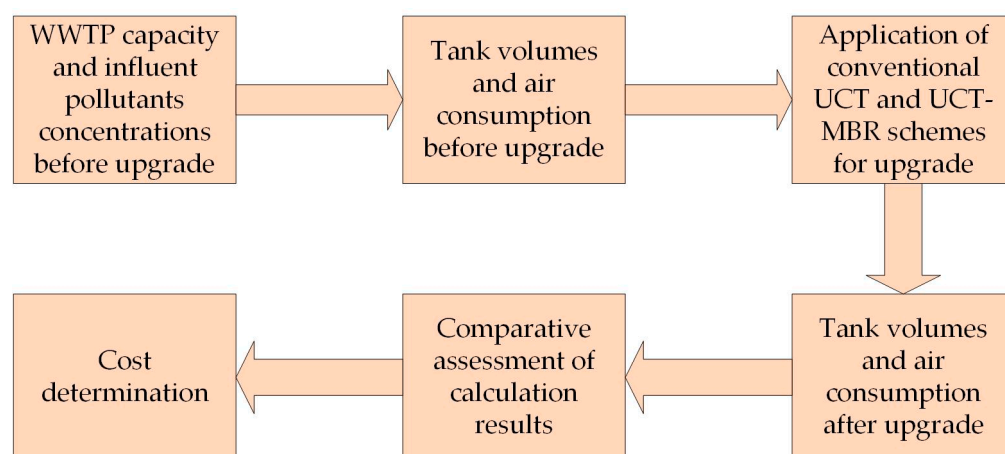 WWTP capacity
and influent
pollutants
concentrations
before upgrade
Tank volumes
and air
consumption
before upgrade
Application of
conventional
UCT and UCT-
MBR schemes
for upgrade
Tank volumes
and air
consumption
after upgrade
Comparative
assessment of
calculation
results
Cost
determination